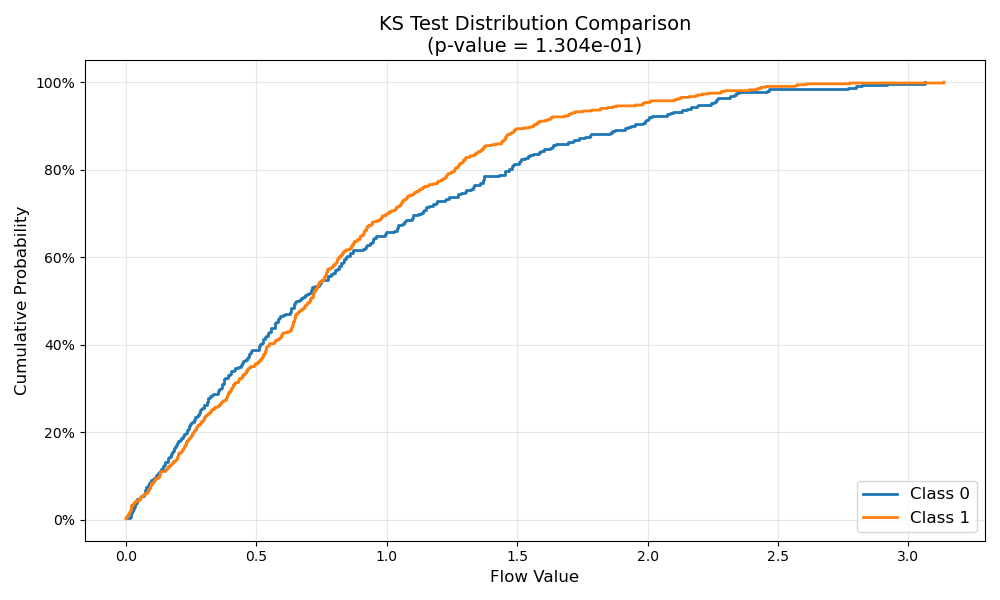 KS Test Distribution Comparison
(p-value = 1.304e-01)
Cumulative Probability
100%
80%
60%
40%
20%
0%
0.0 0.5 1.0 1.5 2.0 2.5 3.0
Flow Value
Class 0
Class 1